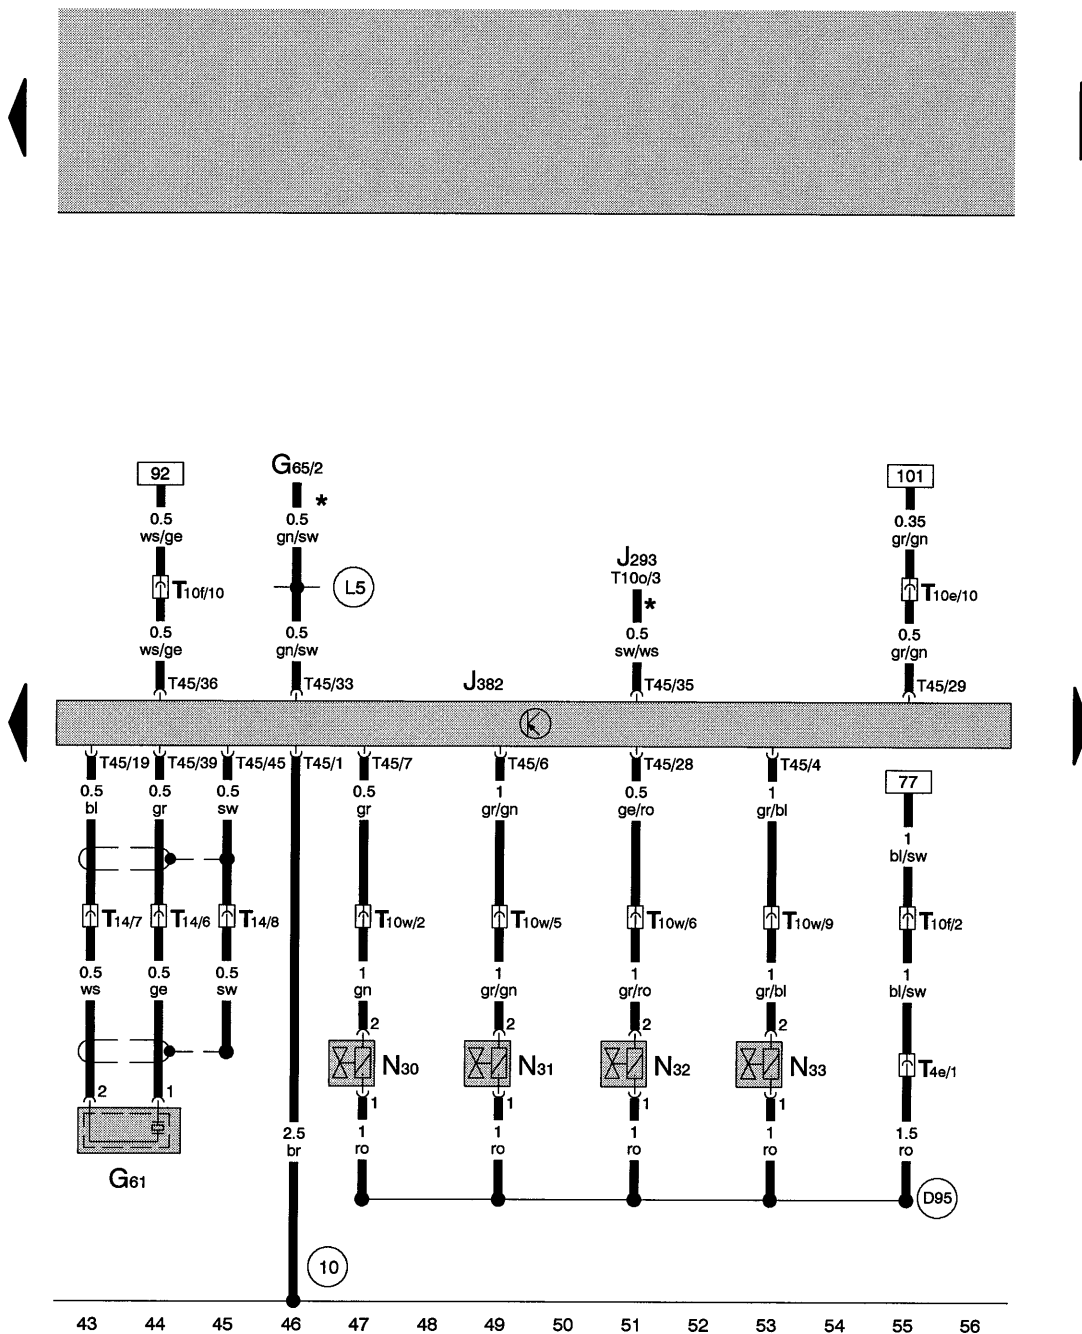 92
G65/2
101
*
0.5
0.5
0.35
ws/ge
gn/sw
gr/gn
J293
T10o/3
T10f/10
L5
T10e/10
*
0.5
0.5
0.5
0.5
ws/ge
gn/sw
sw/ws
gr/gn
T45/36
T45/33
J382
T45/35
T45/29
T45/19
T45/39
T45/45
T45/1
T45/7
T45/6
T45/28
T45/4
77
0.5
0.5
0.5
0.5
1
0.5
1
bl
gr
sw
gr
gr/gn
ge/ro
gr/bl
1
bl/sw
T14/7
T14/6
T14/8
T10w/2
T10w/5
T10w/6
T10w/9
T10f/2
0.5
0.5
0.5
1
1
1
1
1
ws
ge
sw
gn
gr/gn
gr/ro
gr/bl
bl/sw
2
2
2
2
N30
N31
N32
N33
T4e/1
2
1
1
1
1
1
2.5
1
1
1
1
1.5
br
ro
ro
ro
ro
ro
G61
D95
10
43
44
45
46
47
48
49
50
51
52
53
54
55
56